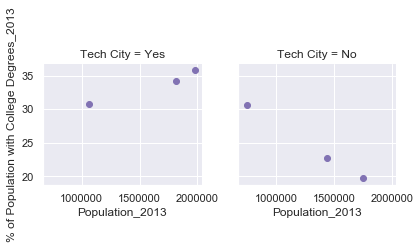 % of Population with College Degrees_2013
Tech City = Yes
Tech City = No
35
30
25
20
1000000 1500000 2000000
1000000 1500000 2000000
Population_2013
Population_2013